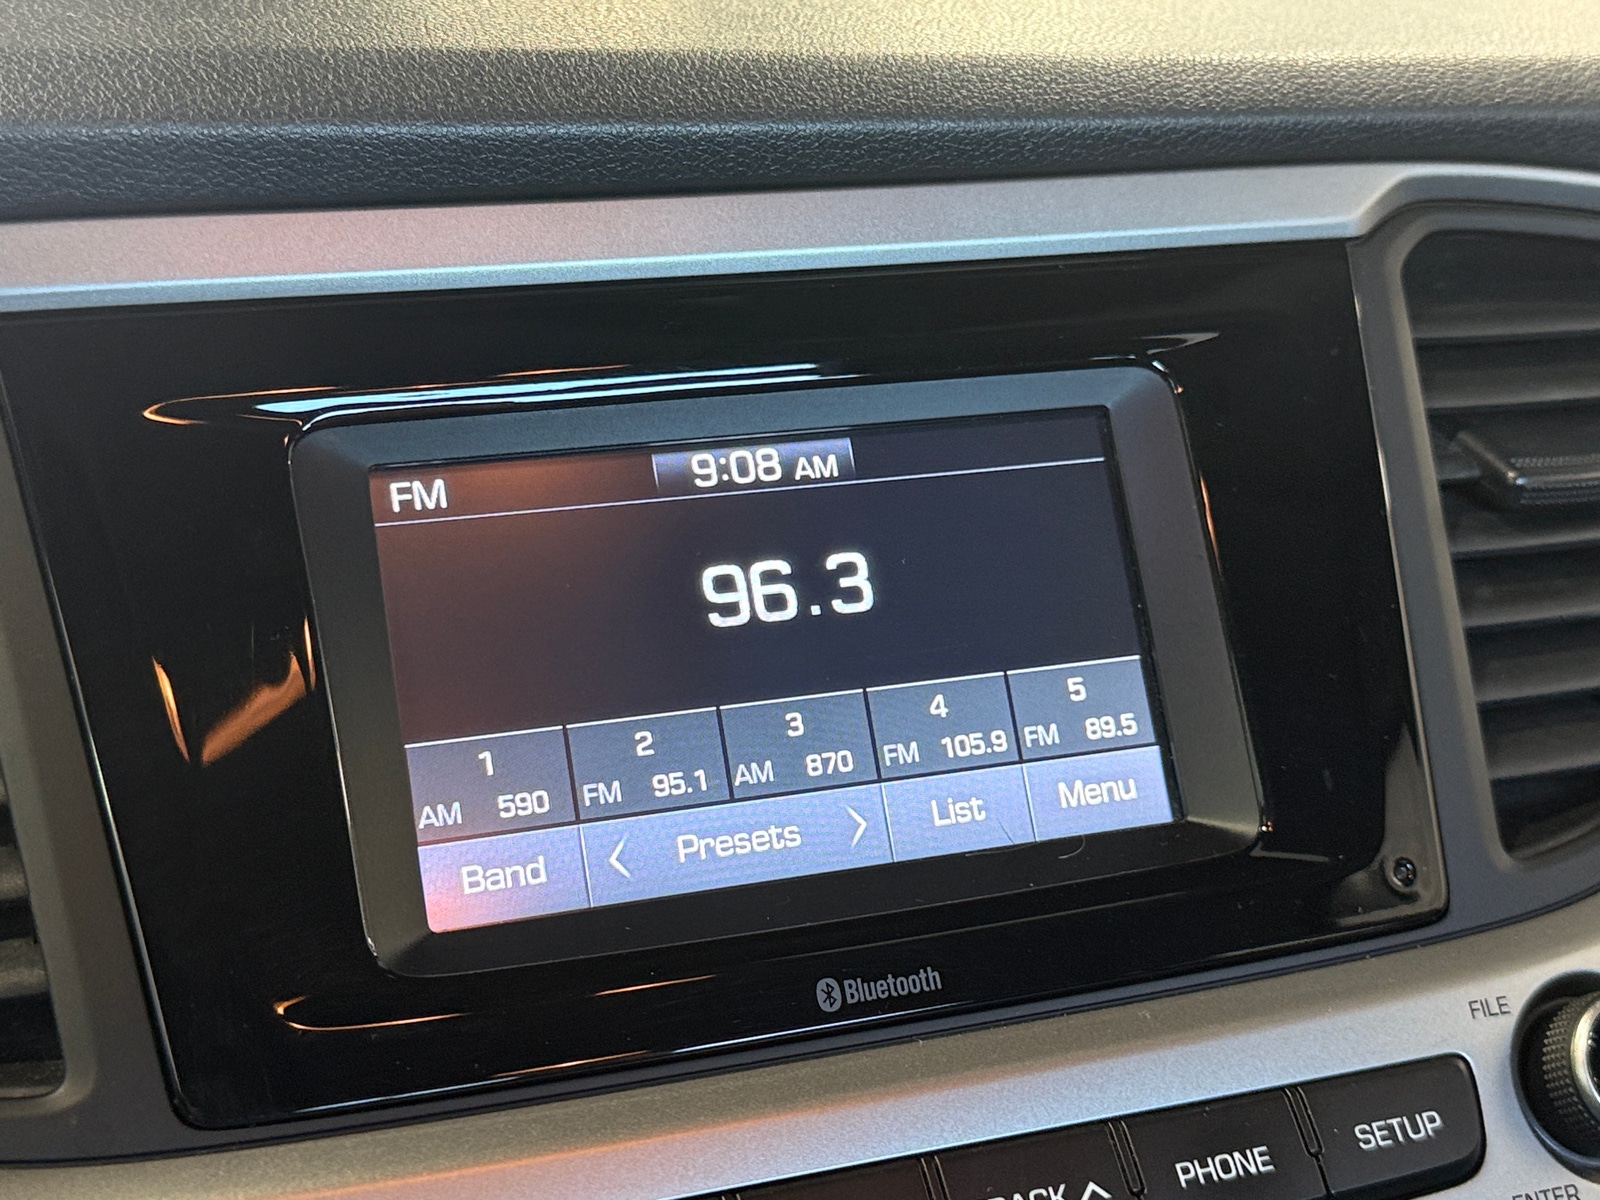 FM
9:08 AM
96.3
1
AM 590
2
FM 95.1
3
AM 870
4
FM 105.9
5
FM 89.5
Band
< Presets >
List
Menu
Bluetooth
FILE
PHONE
SETUP
ENTER